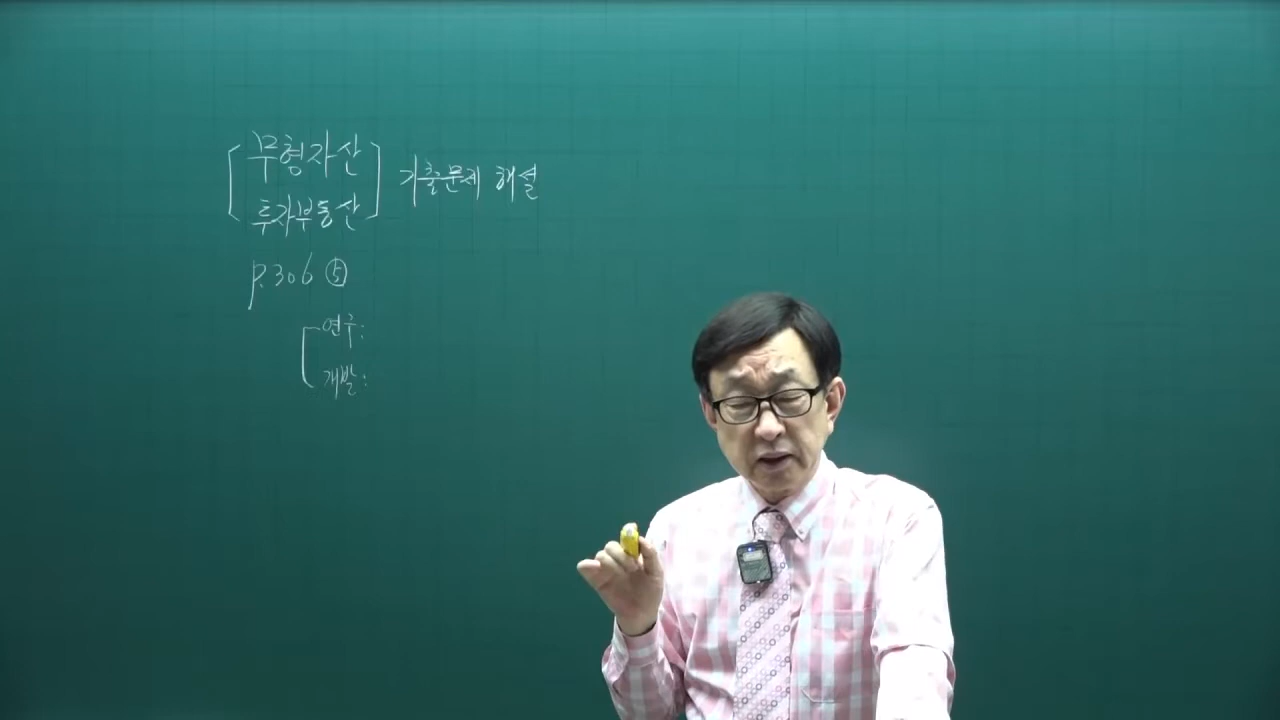 무형자산
투자부동산
기출문제 해설
p.306 ⑤
연구:
개발: